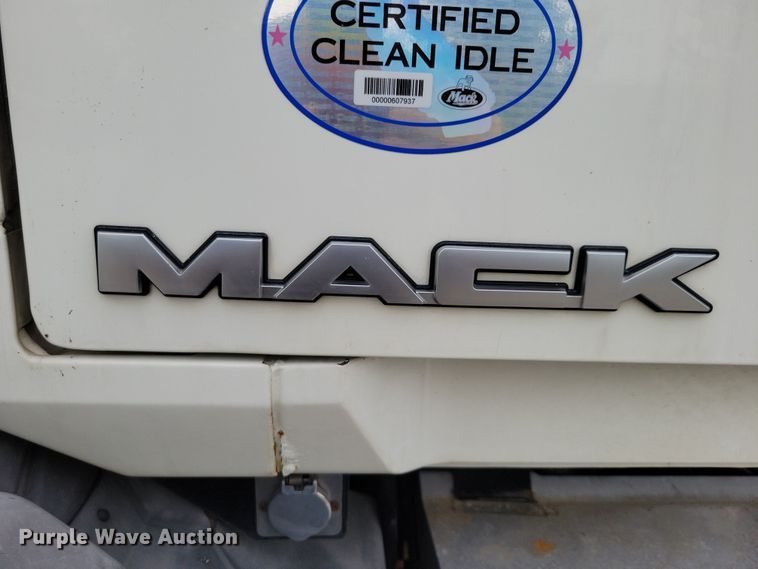 CERTIFIED
CLEAN IDLE
00000607937
Mack
MACK
Purple Wave Auction